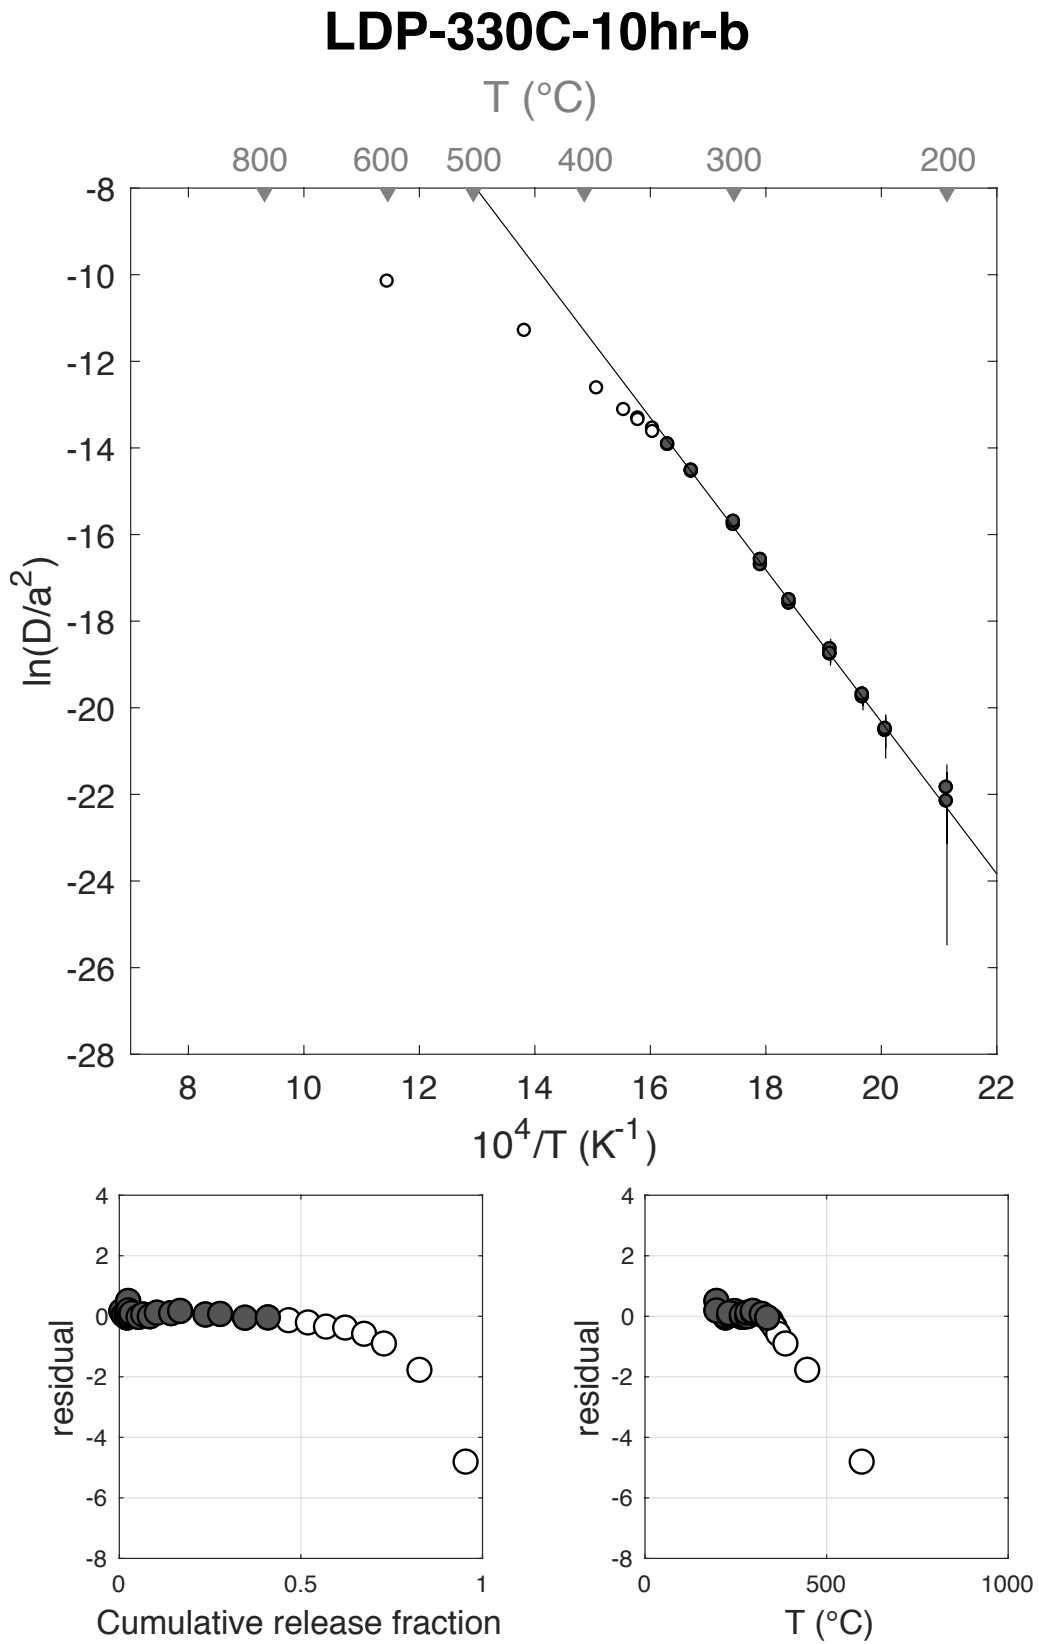 LDP-330C-10hr-b
T (°C)
800 600 500 400 300 200
-8
-10
-12
-14
-16
-18
-20
-22
-24
-26
-28
ln(D/a²)
8 10 12 14 16 18 20 22
10⁴/T (K⁻¹)
4
2
0
-2
-4
-6
-8
residual
0 0.5 1
Cumulative release fraction
4
2
0
-2
-4
-6
-8
residual
0 500 1000
T (°C)